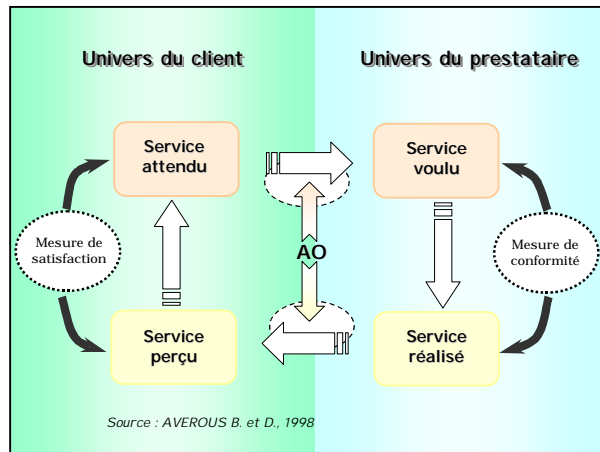 Univers du client
Univers du prestataire
Service
attendu
Service
voulu
Mesure de
satisfaction
AO
Mesure de
conformité
Service
perçu
Service
réalisé
Source : AVEROUS B. et D., 1998